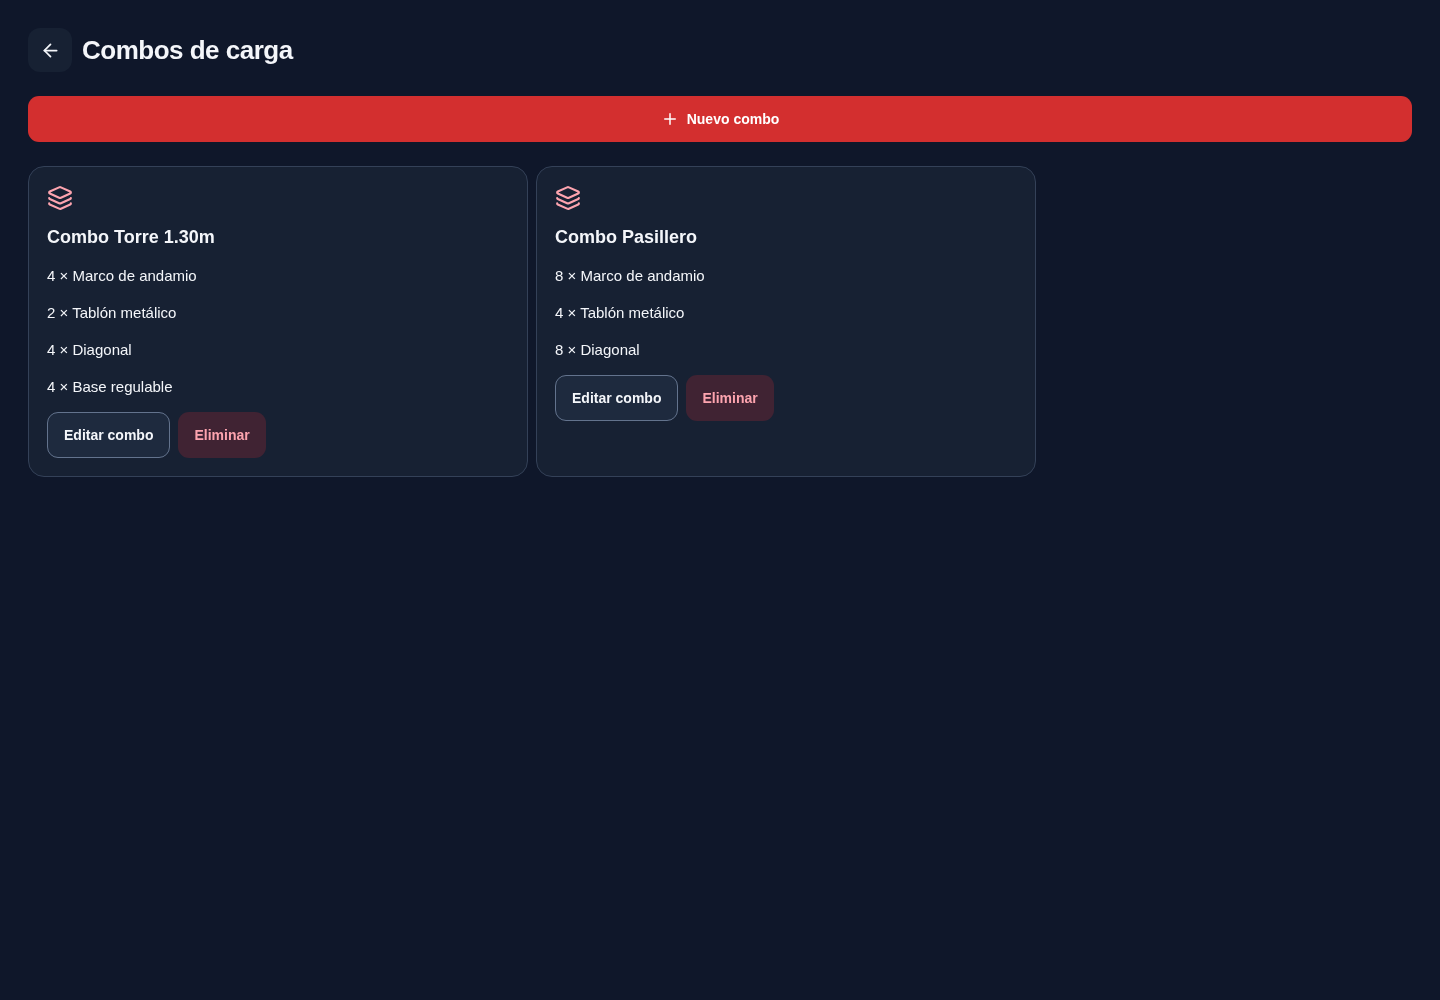 Combos de carga
Nuevo combo
Combo Torre 1.30m
4 × Marco de andamio
2 × Tablón metálico
4 × Diagonal
4 × Base regulable
Editar combo
Eliminar
Combo Pasillero
8 × Marco de andamio
4 × Tablón metálico
8 × Diagonal
Editar combo
Eliminar